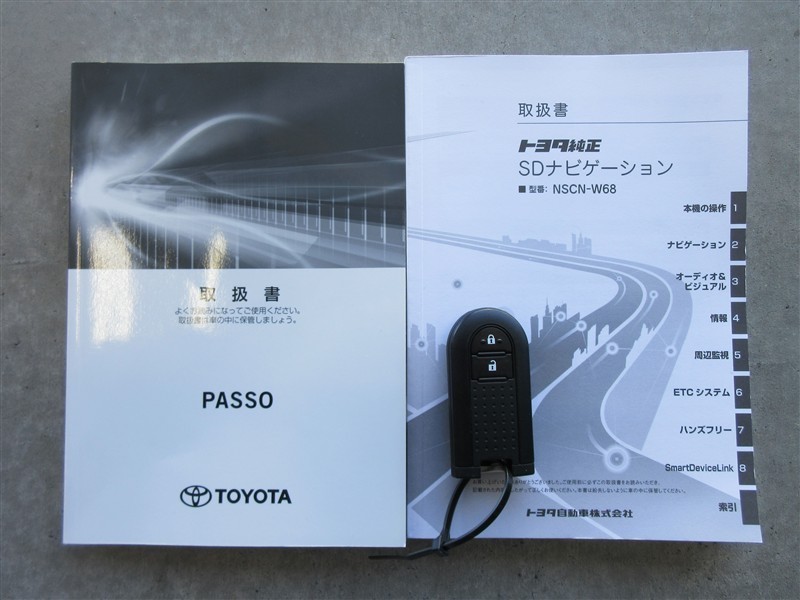 取扱書
よくお読みになってご使用ください。
取扱書は車の中に保管しましょう。
PASSO
TOYOTA
取扱書
トヨタ純正
SDナビゲーション
■ 型番: NSCN-W68
本機の操作 1
ナビゲーション 2
オーディオ&
ビジュアル 3
情報 4
周辺監視 5
ETCシステム 6
ハンズフリー 7
SmartDeviceLink 8
索引
トヨタ自動車株式会社